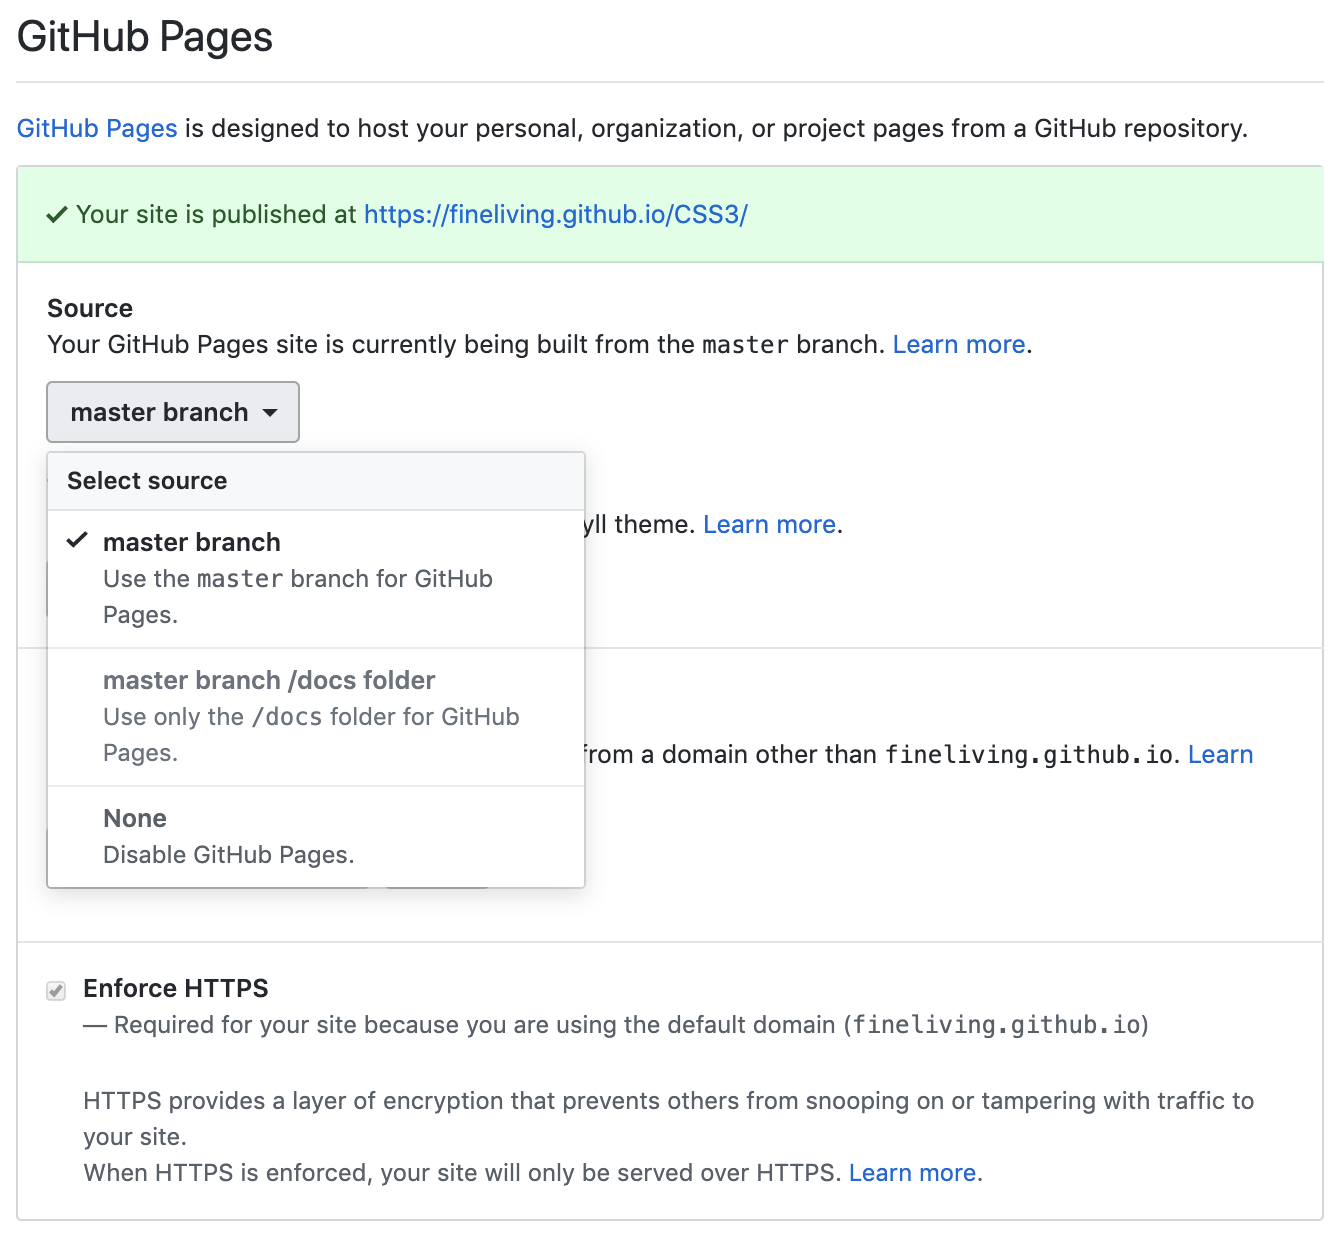 GitHub Pages
GitHub Pages is designed to host your personal, organization, or project pages from a GitHub repository.
Your site is published at https://fineliving.github.io/CSS3/
Source
Your GitHub Pages site is currently being built from the master branch. Learn more.
master branch
Select source
master branch
Use the master branch for GitHub
Pages.
master branch /docs folder
Use only the /docs folder for GitHub
Pages.
None
Disable GitHub Pages.
yll theme. Learn more.
from a domain other than fineliving.github.io. Learn
Enforce HTTPS
— Required for your site because you are using the default domain (fineliving.github.io)
HTTPS provides a layer of encryption that prevents others from snooping on or tampering with traffic to
your site.
When HTTPS is enforced, your site will only be served over HTTPS. Learn more.